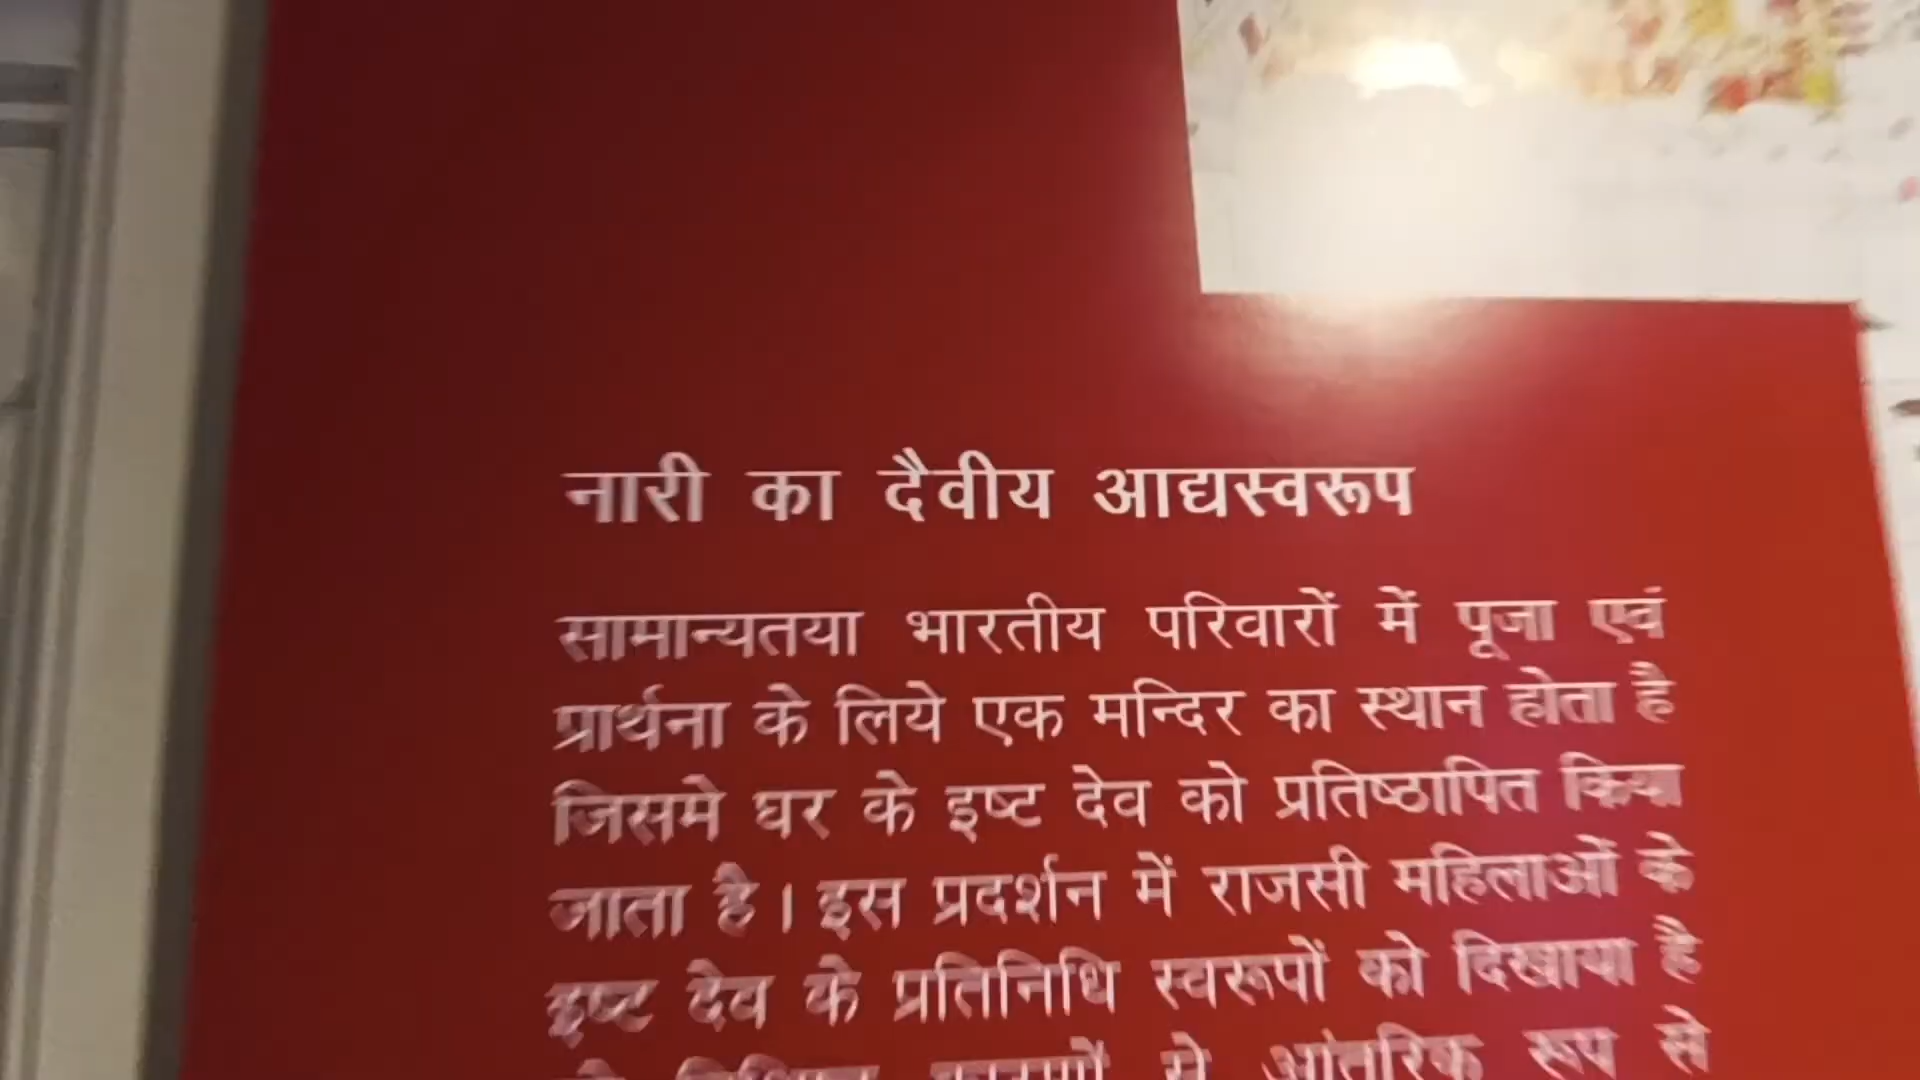 नारी का दैवीय आद्यस्वरूप
सामान्यतया भारतीय परिवारों में पूजा एवं
प्रार्थना के लिये एक मन्दिर का स्थान होता है
जिसमे घर के इष्ट देव को प्रतिष्ठापित किया
जाता है। इस प्रदर्शन में राजसी महिलाओं के
इष्ट देव के प्रतिनिधि स्वरूपों को दिखाया है
से आंतरिक रूप से